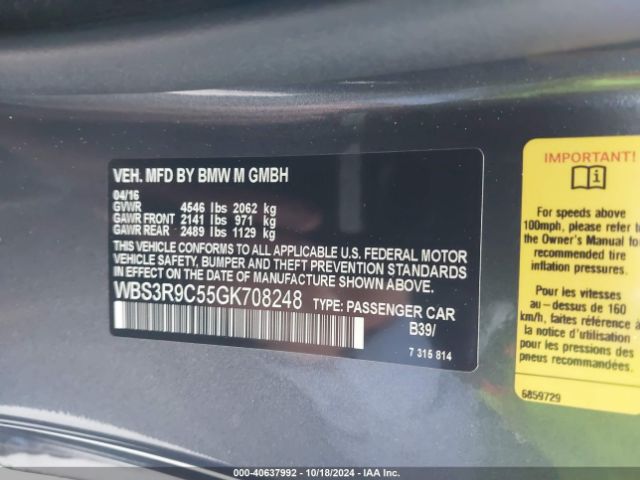 VEH. MFD BY BMW M GMBH
04/16
GVWR 4546 lbs 2062 kg
GAWR FRONT 2141 lbs 971 kg
GAWR REAR 2489 lbs 1129 kg
THIS VEHICLE CONFORMS TO ALL APPLICABLE U.S. FEDERAL MOTOR
VEHICLE SAFETY, BUMPER AND THEFT PREVENTION STANDARDS
IN EFFECT ON THE DATE OF MANUFACTURE SHOWN ABOVE.
WBS3R9C55GK708248 TYPE: PASSENGER CAR
B39/
7 315 814
IMPORTANT!
For speeds above
100mph, please refer to
the Owner's Manual for
recommended tire
inflation pressures.
Au-dessus de 160
km/h, faites référence à
la notice d'utilisation
pour les pressions des
pneus recommandées.
6859729
000-40637992 - 10/18/2024 - IAA Inc.